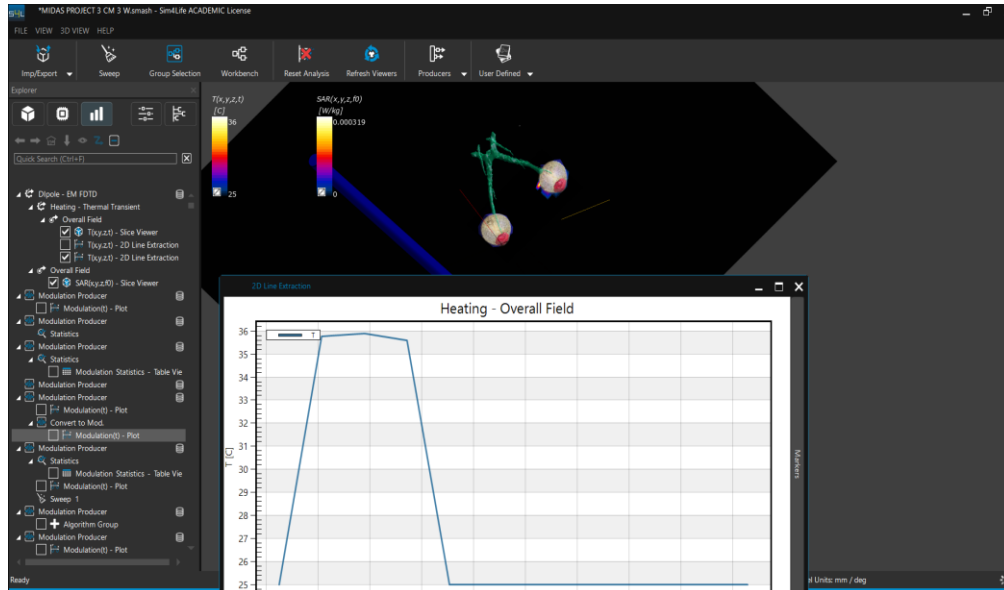 S4L *MIDAS PROJECT 3 CM 3 W.smash - Sim4Life ACADEMIC License
FILE VIEW 3D VIEW HELP
Imp/Export Sweep Group Selection Workbench Reset Analysis Refresh Viewers Producers User Defined
Explorer
Quick Search (Ctrl+F)
Dlpole - EM FDTD
Heating - Thermal Transient
Overall Field
T(x,y,z,t) - Slice Viewer
T(x,y,z,t) - 2D Line Extraction
T(x,y,z,t) - 2D Line Extraction
Overall Field
SAR(x,y,z,f0) - Slice Viewer
Modulation Producer
Modulation(t) - Plot
Modulation Producer
Statistics
Modulation Producer
Statistics
Modulation Statistics - Table Vie
Modulation Producer
Modulation Producer
Modulation(t) - Plot
Convert to Mod.
Modulation(t) - Plot
Modulation Producer
Statistics
Modulation Statistics - Table Vie
Modulation(t) - Plot
Sweep 1
Modulation Producer
Algorithm Group
Modulation Producer
Modulation(t) - Plot
T(x,y,z,t)
[C]
36
25
SAR(x,y,z,f0)
[W/kg]
0.000319
0
2D Line Extraction
Heating - Overall Field
T
36
35
34
33
32
31
30
29
28
27
26
25
T [C]
Markers
Ready
Units: mm / deg